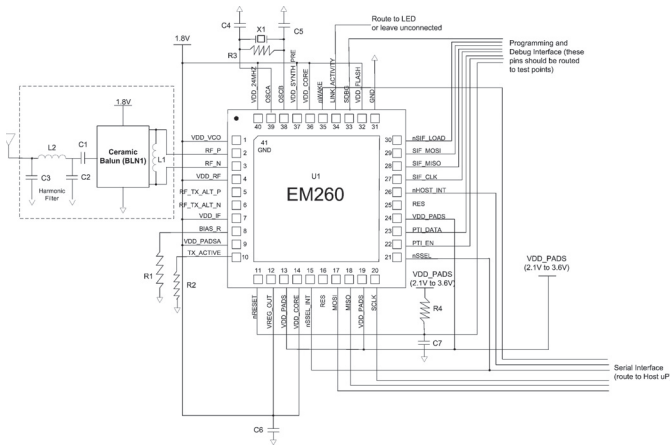 C4
X1
C5
R3
Route to LED
or leave unconnected
1.8V
Programming and
Debug Interface (these
pins should be routed
to test points)
VDD_24MHZ
OSCA
OSCB
VDD_SYNTH_PRE
VDD_CORE
nWAKE
LINK_ACTIVITY
SDBG
VDD_FLASH
GND
40
39
38
37
36
35
34
33
32
31
1.8V
Ceramic
Balun (BLN1)
L2
C1
L1
C3
C2
Harmonic
Filter
VDD_VCO
RF_P
RF_N
VDD_RF
RF_TX_ALT_P
RF_TX_ALT_N
VDD_IF
BIAS_R
VDD_PADSA
TX_ACTIVE
1
2
3
4
5
6
7
8
9
10
41
GND
U1
EM260
30
29
28
27
26
25
24
23
22
21
nSIF_LOAD
SIF_MOSI
SIF_MISO
SIF_CLK
nHOST_INT
RES
VDD_PADS
PTI_DATA
PTI_EN
nSSEL
R1
R2
11
12
13
14
15
16
17
18
19
20
nRESET
VREG_OUT
VDD_PADS
VDD_CORE
nSSEL_INT
RES
MOSI
MISO
VDD_PADS
SCLK
VDD_PADS
(2.1V to 3.6V)
R4
C7
VDD_PADS
(2.1V to 3.6V)
Serial Interface
(route to Host uP
C6